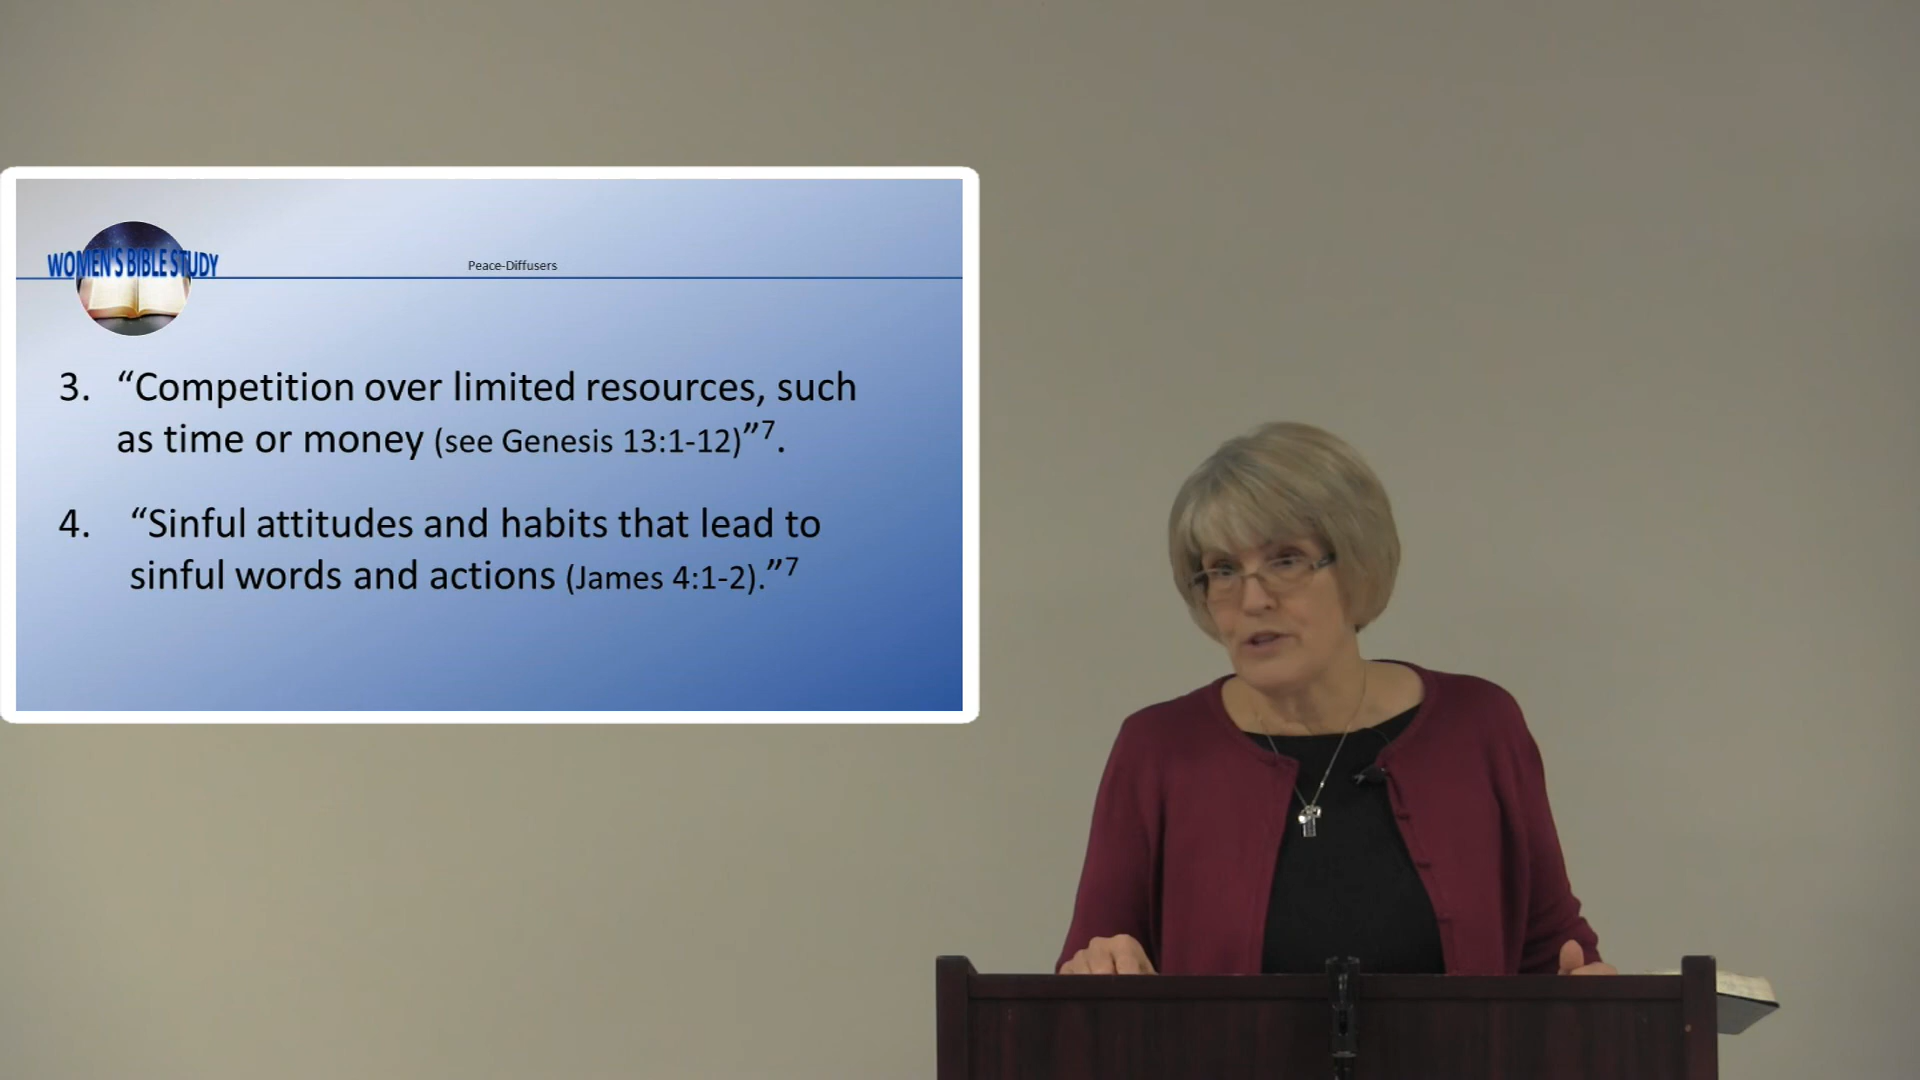 WOMEN'S BIBLE STUDY
Peace-Diffusers
3. “Competition over limited resources, such
as time or money (see Genesis 13:1-12)”⁷.
4. “Sinful attitudes and habits that lead to
sinful words and actions (James 4:1-2).”⁷